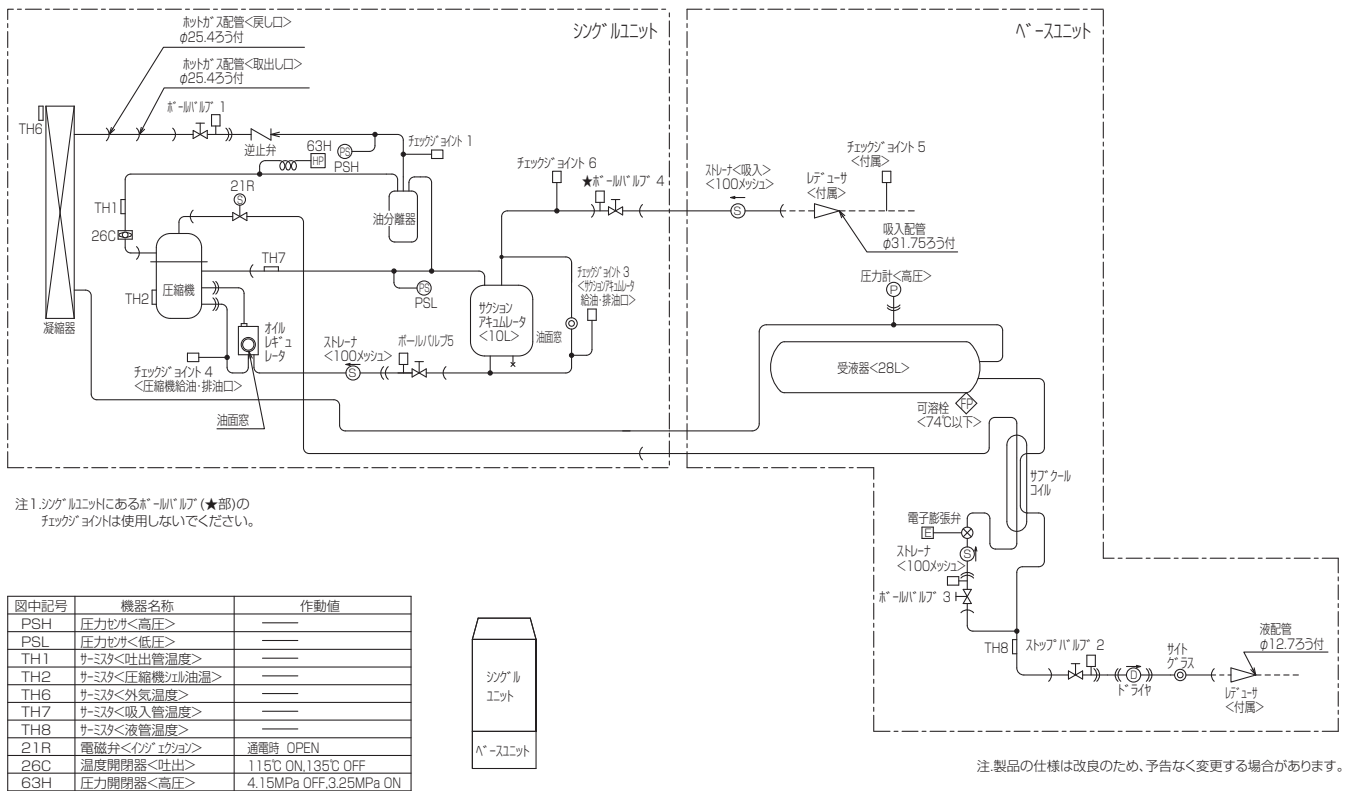 シングルユニット
ベースユニット
ホットガス配管<戻し口>
φ25.4ろう付
ホットガス配管<取出し口>
φ25.4ろう付
ボールバルブ 1
TH6
逆止弁
63H
HP
PS
PSH
チェックジョイント 1
21R
S
TH1
26C
油分離器
圧縮機
TH2
TH7
PS
PSL
凝縮器
オイル
レギュ
レータ
チェックジョイント 4
<圧縮機給油・排油口>
油面窓
ストレーナ
<100メッシュ>
S
ボールバルブ5
サクション
アキュムレータ
<10L>
油面窓
チェックジョイント 3
<サクションアキュムレータ
給油・排油口>
チェックジョイント 6
★ボールバルブ 4
ストレーナ<吸入>
<100メッシュ>
S
レデューサ
<付属>
チェックジョイント 5
<付属>
吸入配管
φ31.75ろう付
圧力計<高圧>
P
受液器<28L>
可溶栓
<74℃以下>
FP
サブクール
コイル
電子膨張弁
E
ストレーナ
<100メッシュ>
S
ボールバルブ 3
TH8
ストップバルブ 2
D
ドライヤ
サイト
グラス
液配管
φ12.7ろう付
レデューサ
<付属>
注1.シングルユニットにあるボールバルブ(★部)の
チェックジョイントは使用しないでください。
図中記号 機器名称 作動値
PSH 圧力センサ<高圧> ――
PSL 圧力センサ<低圧> ――
TH1 サーミスタ<吐出管温度> ――
TH2 サーミスタ<圧縮機シェル油温> ――
TH6 サーミスタ<外気温度> ――
TH7 サーミスタ<吸入管温度> ――
TH8 サーミスタ<液管温度> ――
21R 電磁弁<インジェクション> 通電時 OPEN
26C 温度開閉器<吐出> 115℃ ON,135℃ OFF
63H 圧力開閉器<高圧> 4.15MPa OFF,3.25MPa ON
シングル
ユニット
ベースユニット
注.製品の仕様は改良のため、予告なく変更する場合があります。